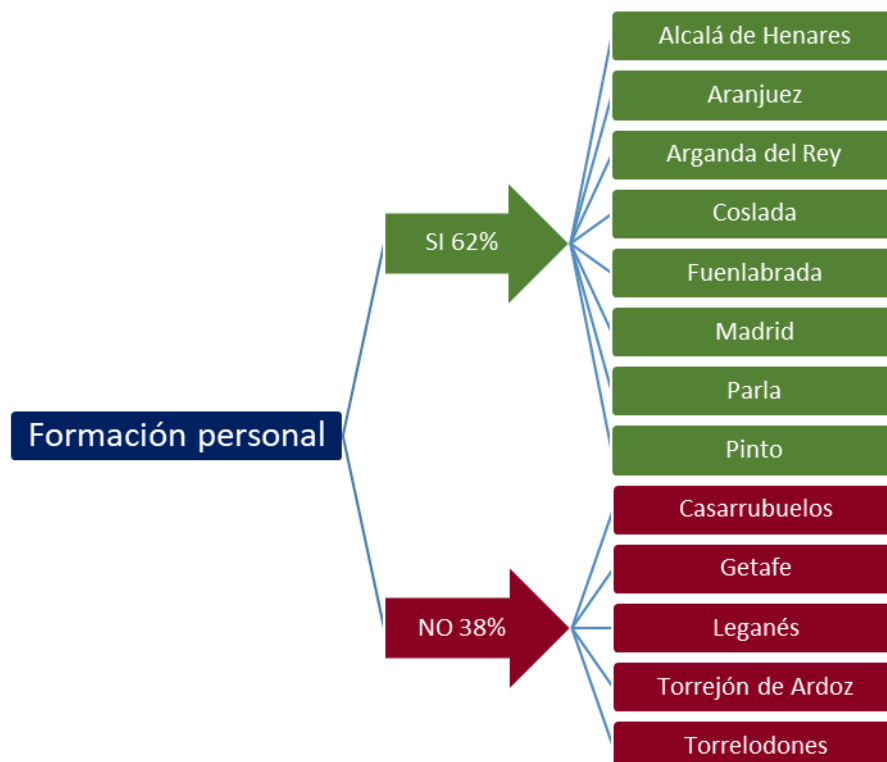 Formación personal
SI 62%
Alcalá de Henares
Aranjuez
Arganda del Rey
Coslada
Fuenlabrada
Madrid
Parla
Pinto
NO 38%
Casarrubuelos
Getafe
Leganés
Torrejón de Ardoz
Torrelodones